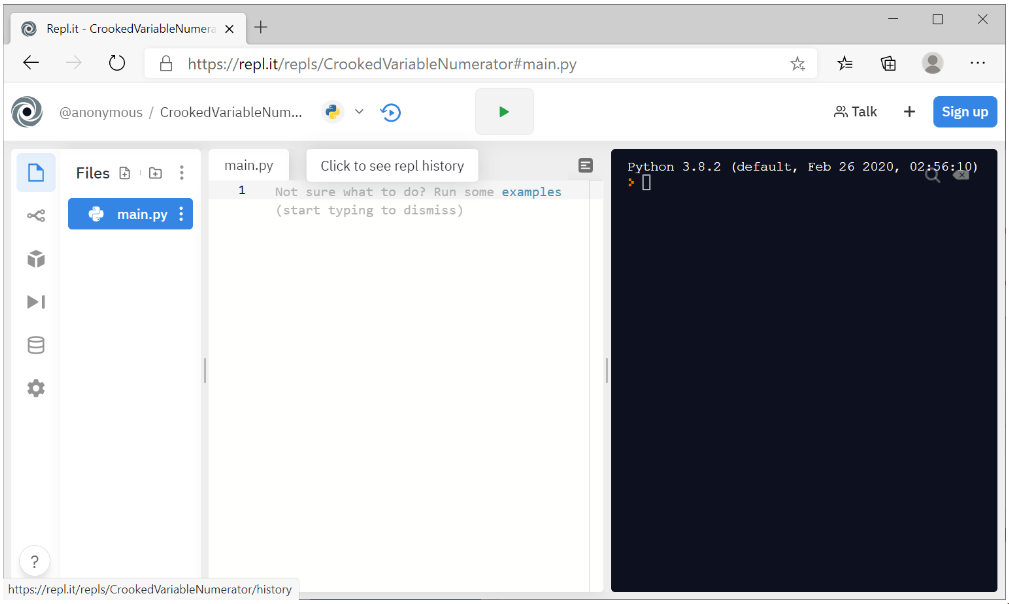 Repl.it - CrookedVariableNumera
https://repl.it/repls/CrookedVariableNumerator#main.py
@anonymous / CrookedVariableNum...
Talk
Sign up
Files
main.py
main.py
Click to see repl history
1
Not sure what to do? Run some examples
(start typing to dismiss)
Python 3.8.2 (default, Feb 26 2020, 02:56:10)
?
https://repl.it/repls/CrookedVariableNumerator/history